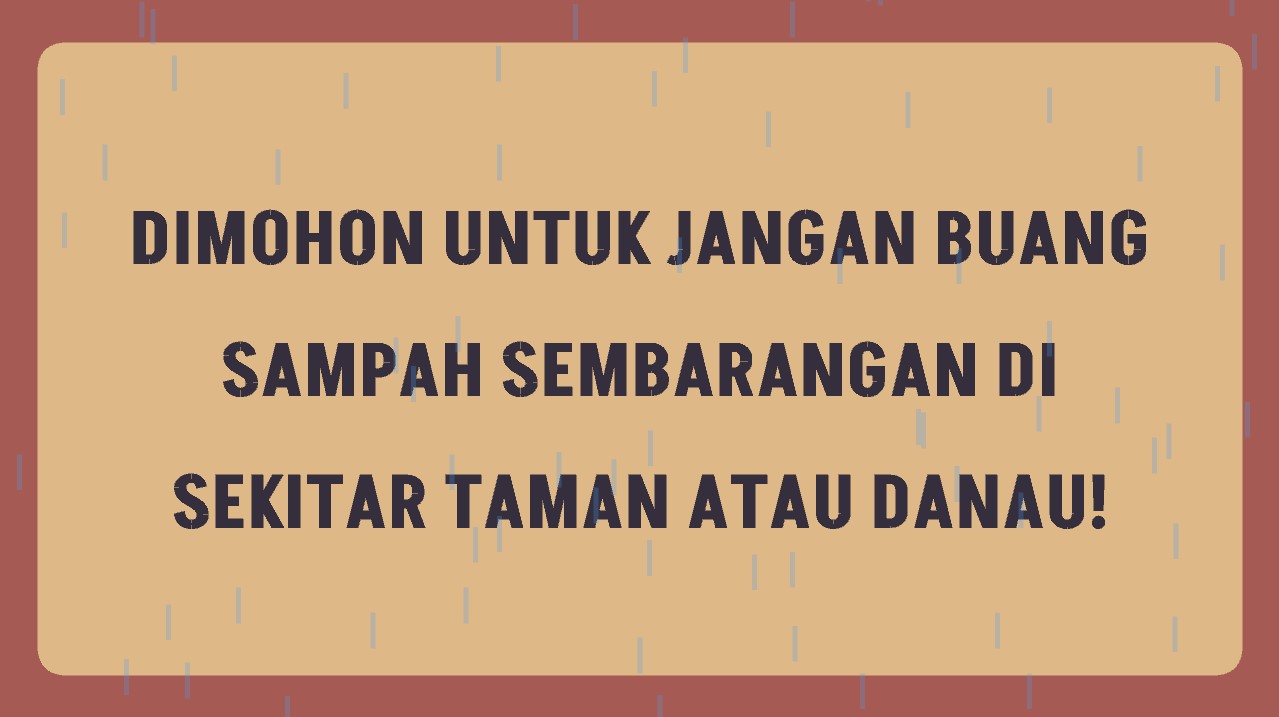 DIMOHON UNTUK JANGAN BUANG
SAMPAH SEMBARANGAN DI
SEKITAR TAMAN ATAU DANAU!